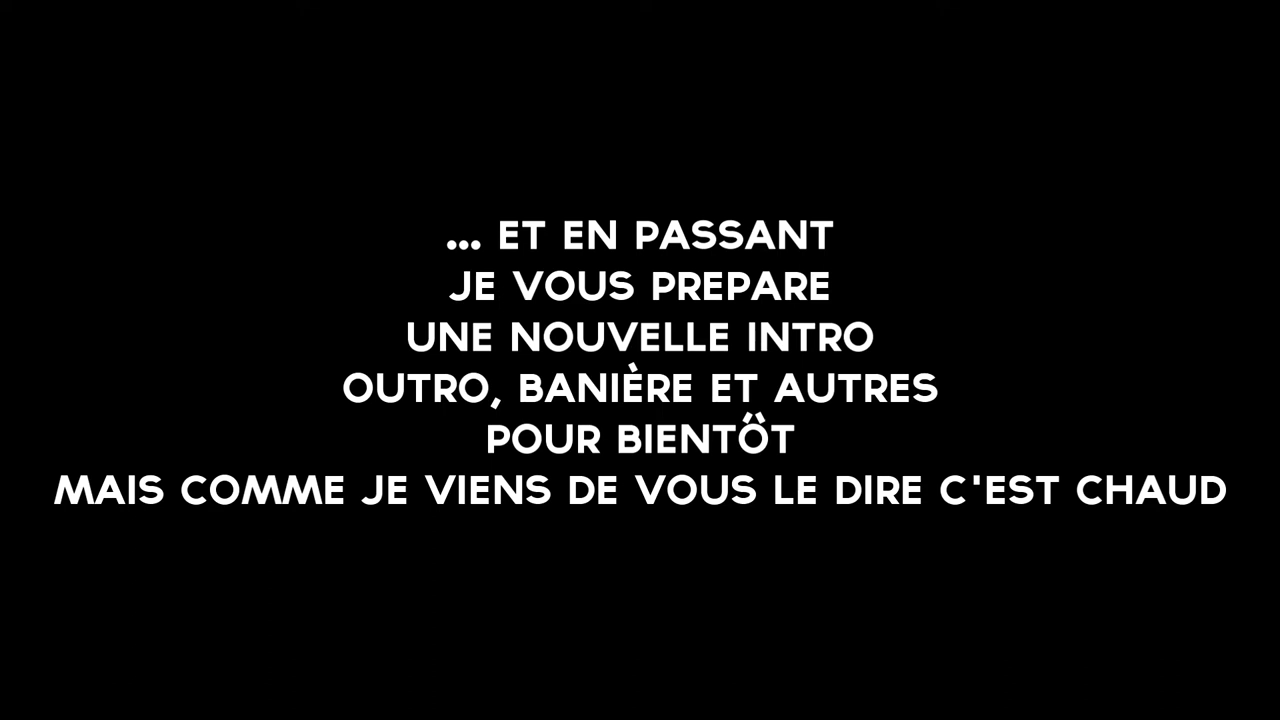 ... ET EN PASSANT
JE VOUS PREPARE
UNE NOUVELLE INTRO
OUTRO, BANIÈRE ET AUTRES
POUR BIENTÖT
MAIS COMME JE VIENS DE VOUS LE DIRE C'EST CHAUD